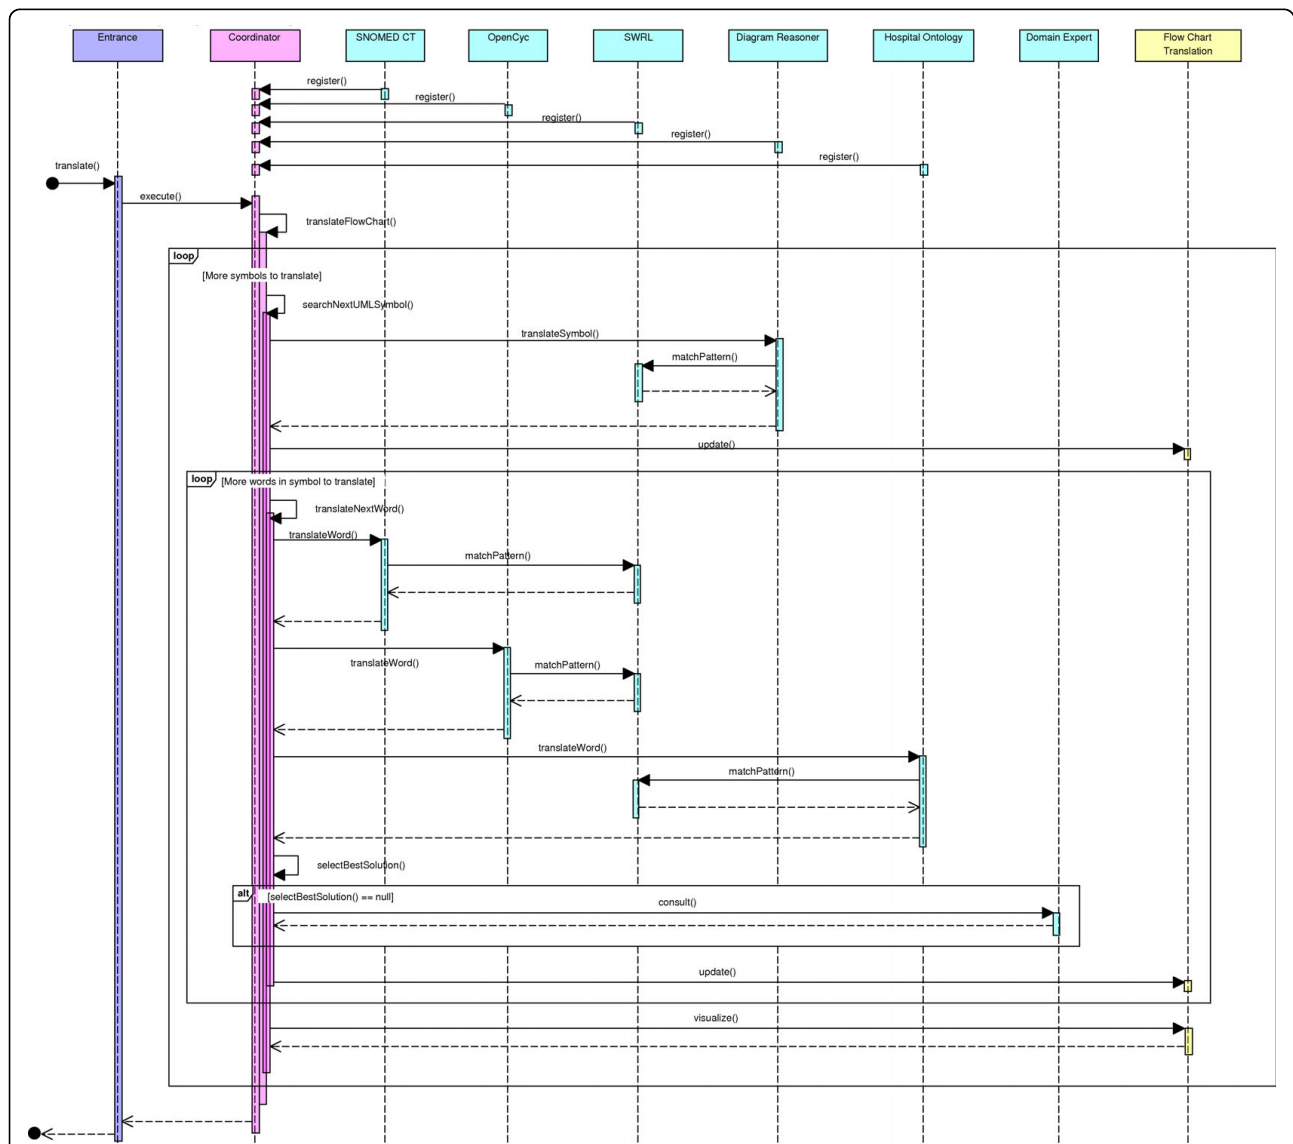 Entrance
Coordinator
SNOMED CT
OpenCyc
SWRL
Diagram Reasoner
Hospital Ontology
Domain Expert
Flow Chart
Translation
register()
register()
register()
register()
register()
translate()
execute()
translateFlowChart()
loop
[More symbols to translate]
searchNextUMLSymbol()
translateSymbol()
matchPattern()
update()
loop
[More words in symbol to translate]
translateNextWord()
translateWord()
matchPattern()
translateWord()
matchPattern()
translateWord()
matchPattern()
selectBestSolution()
alt
[selectBestSolution() == null]
consult()
update()
visualize()